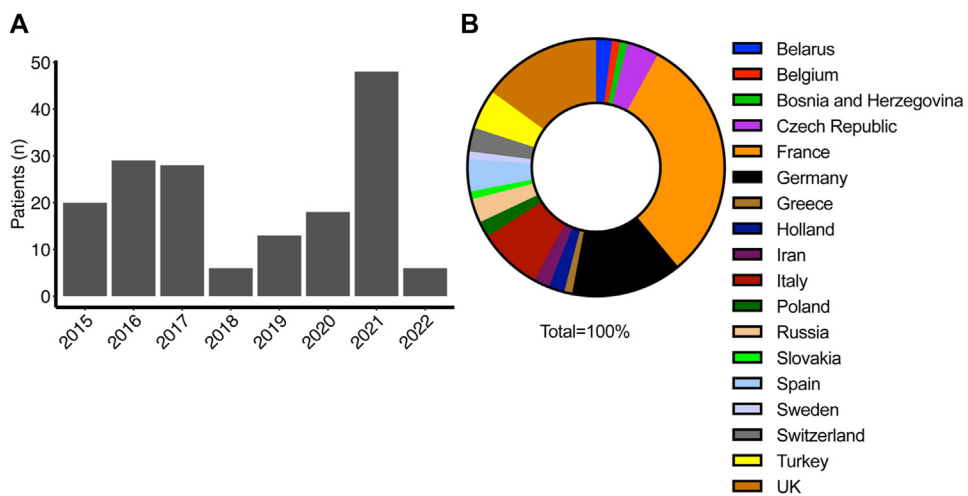 A
Patients (n)
50
40
30
20
10
0
2015
2016
2017
2018
2019
2020
2021
2022
B
Total=100%
Belarus
Belgium
Bosnia and Herzegovina
Czech Republic
France
Germany
Greece
Holland
Iran
Italy
Poland
Russia
Slovakia
Spain
Sweden
Switzerland
Turkey
UK